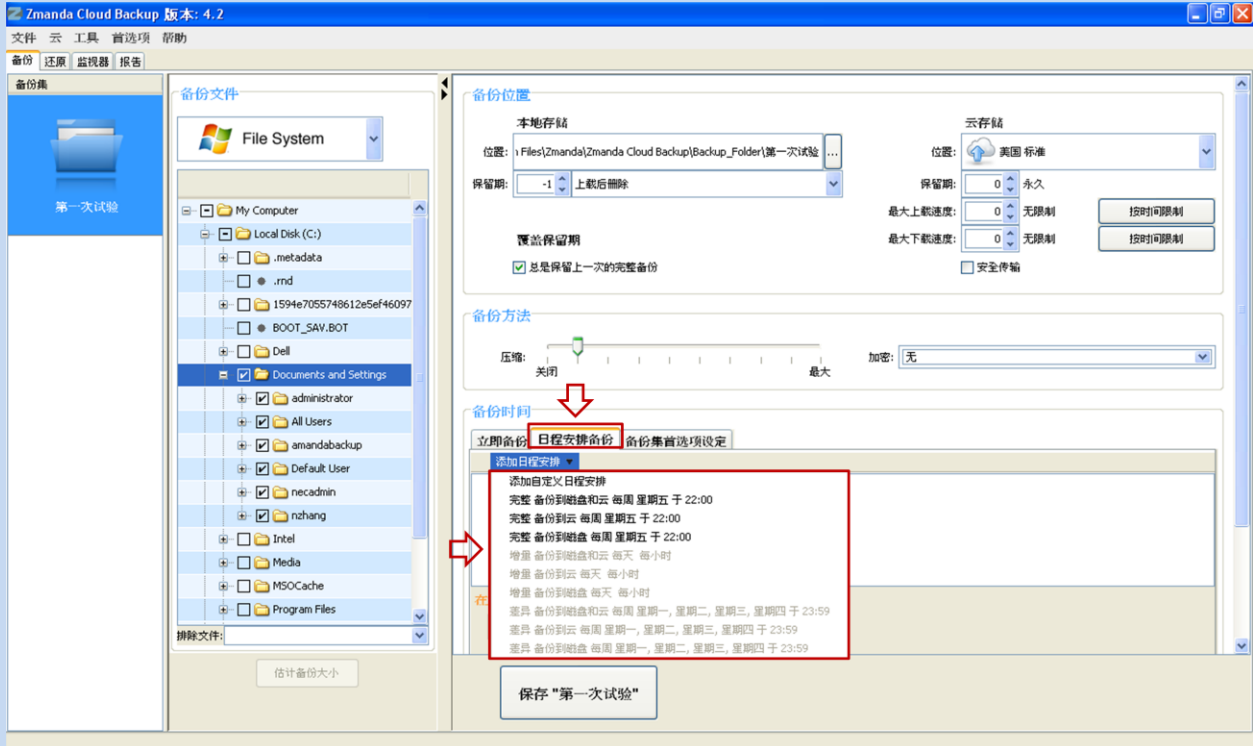 Zmanda Cloud Backup 版本: 4.2
文件 云 工具 首选项 帮助
备份 还原 监视器 报告
备份集
第一次试验
备份文件
File System
My Computer
Local Disk (C:)
.metadata
.rnd
1594e7055748612e5ef46097
BOOT_SAV.BOT
Dell
Documents and Settings
administrator
All Users
amandabackup
Default User
necadmin
nzhang
Intel
Media
MSOCache
Program Files
排除文件:
估计备份大小
备份位置
本地存储
位置: Files\Zmanda\Zmanda Cloud Backup\Backup_Folder\第一次试验 ...
保留期: -1 上载后删除
覆盖保留期
总是保留上一次的完整备份
云存储
位置: 美国 标准
保留期: 0 永久
最大上载速度: 0 无限制 按时间限制
最大下载速度: 0 无限制 按时间限制
安全传输
备份方法
压缩:
关闭 最大
加密: 无
备份时间
立即备份 日程安排备份 备份集首选项设定
添加日程安排
添加自定义日程安排
完整 备份到磁盘和云 每周 星期五 于 22:00
完整 备份到云 每周 星期五 于 22:00
完整 备份到磁盘 每周 星期五 于 22:00
增量 备份到磁盘和云 每天 每小时
增量 备份到云 每天 每小时
增量 备份到磁盘 每天 每小时
差异 备份到磁盘和云 每周 星期一, 星期二, 星期三, 星期四 于 23:59
差异 备份到云 每周 星期一, 星期二, 星期三, 星期四 于 23:59
差异 备份到磁盘 每周 星期一, 星期二, 星期三, 星期四 于 23:59
在
保存 "第一次试验"